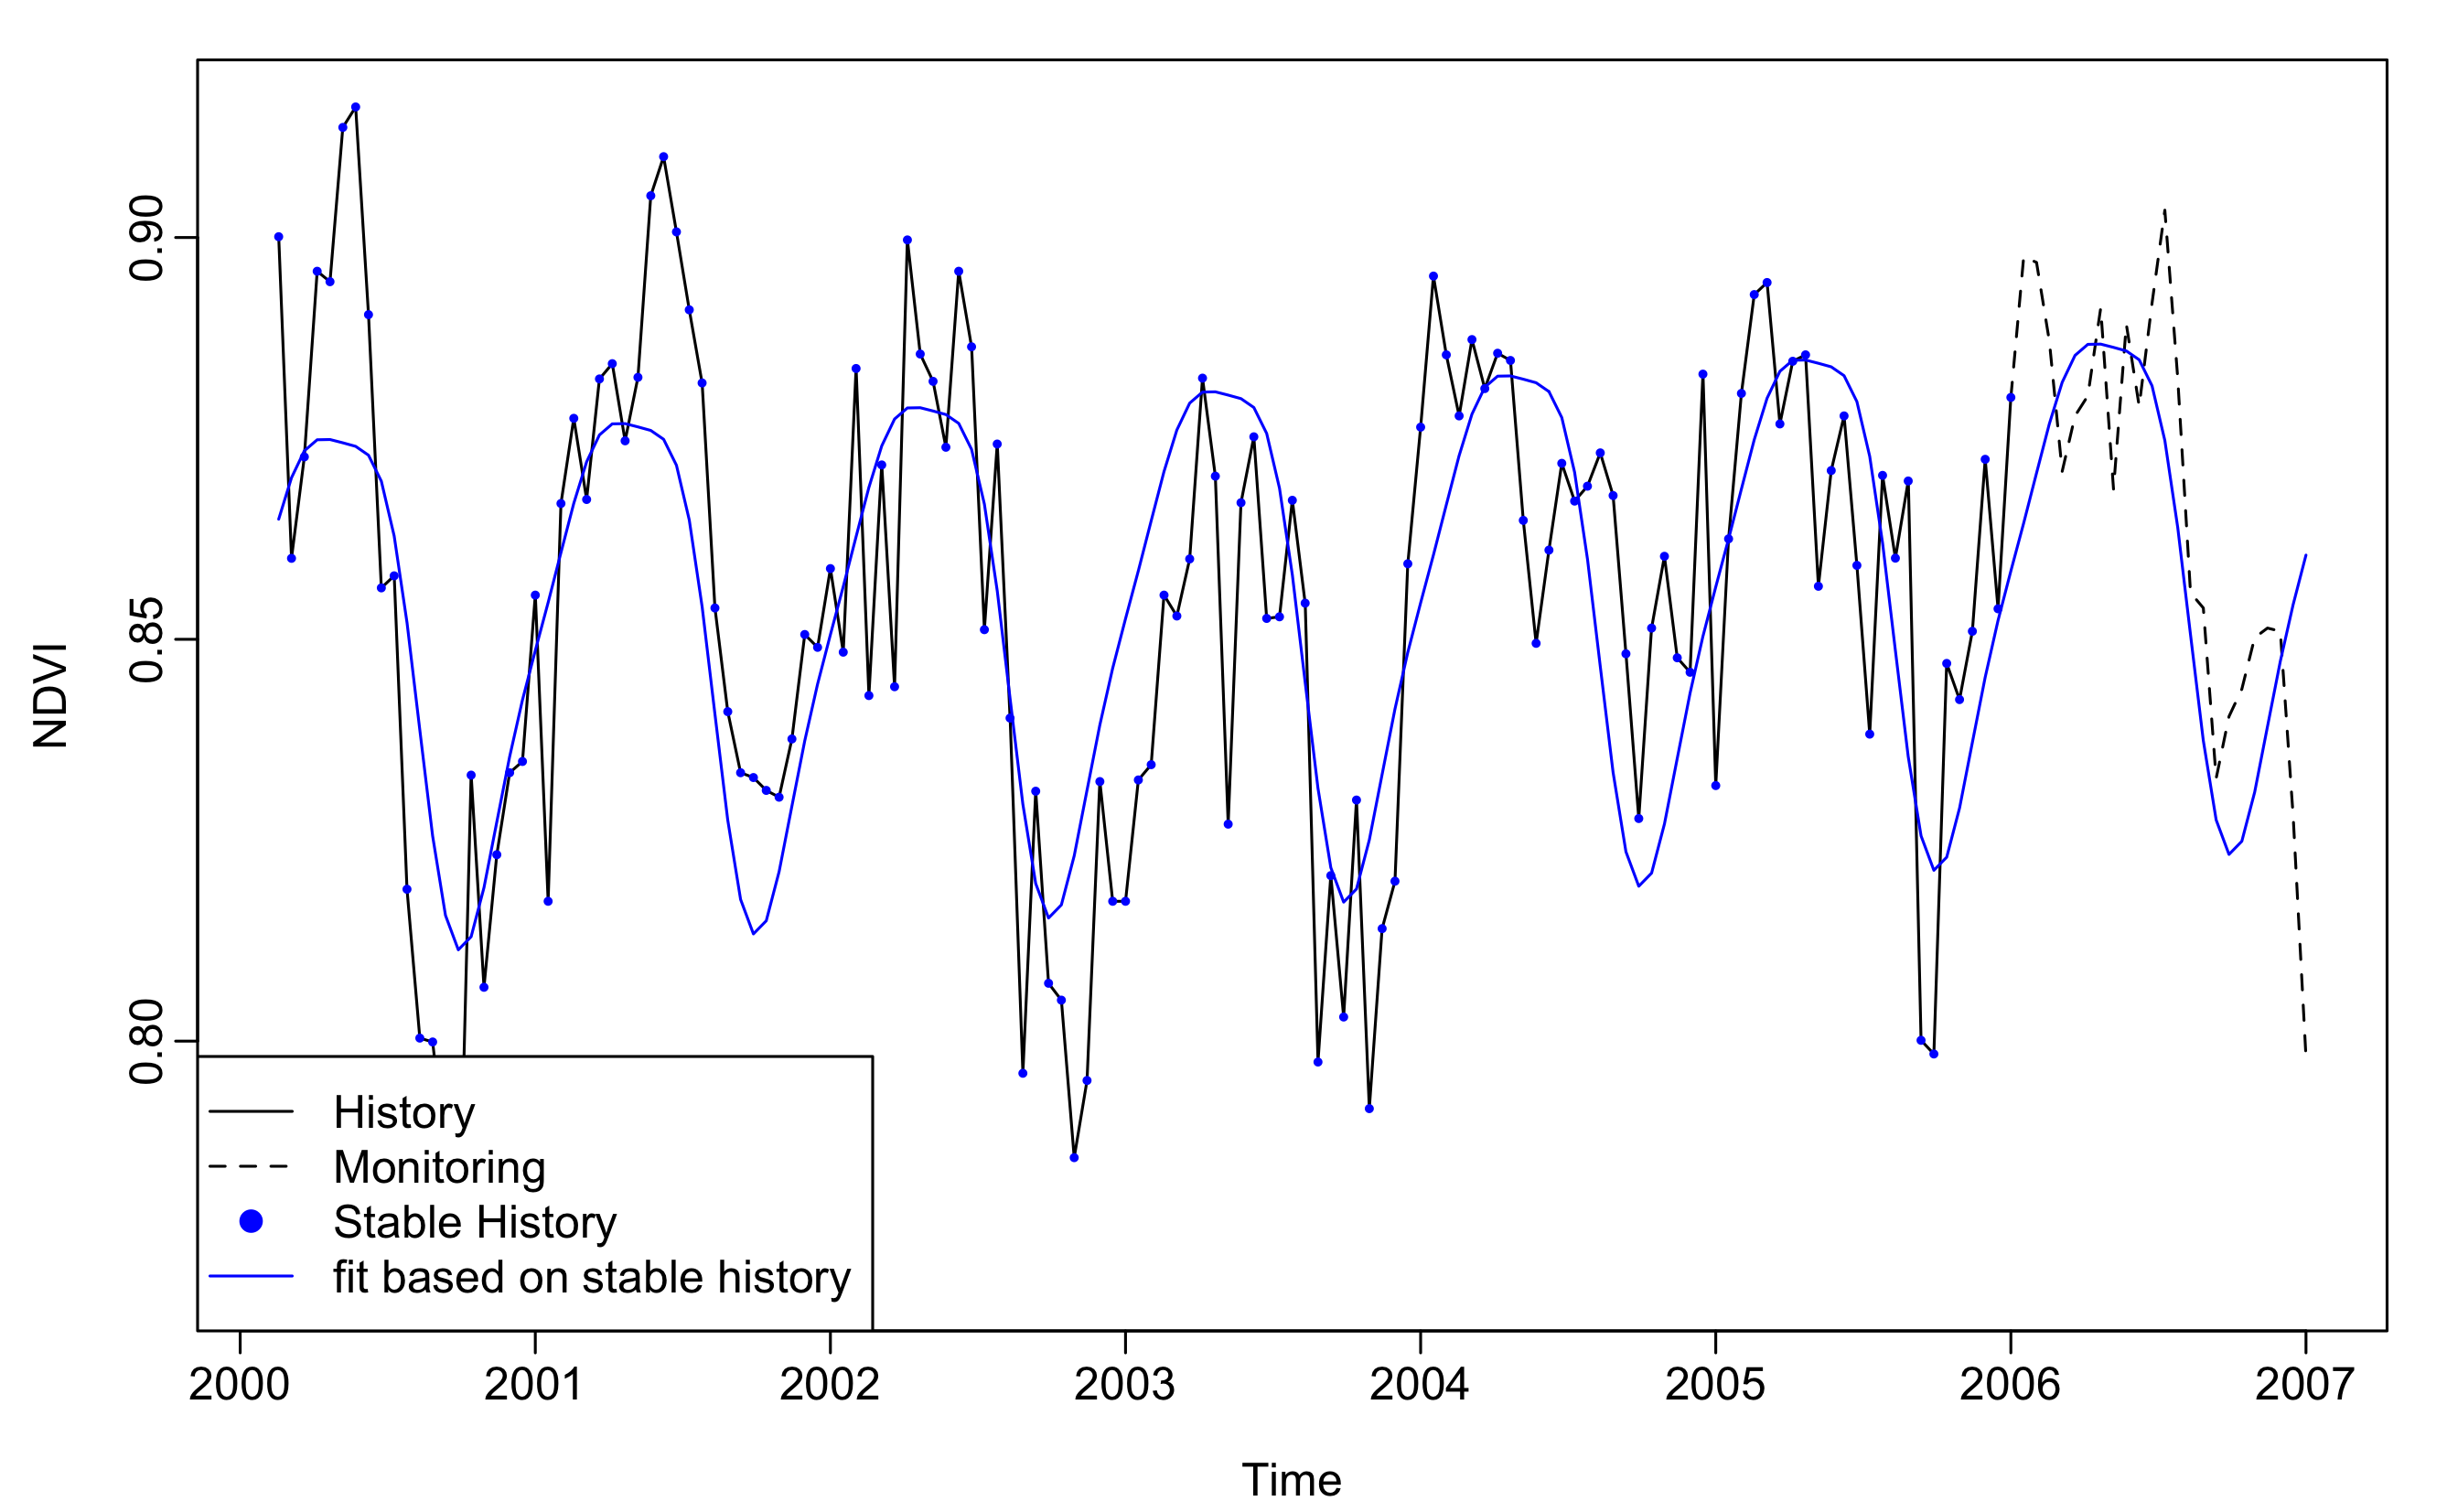 NDVI
0.90
0.85
0.80
History
Monitoring
Stable History
fit based on stable history
2000 2001 2002 2003 2004 2005 2006 2007
Time